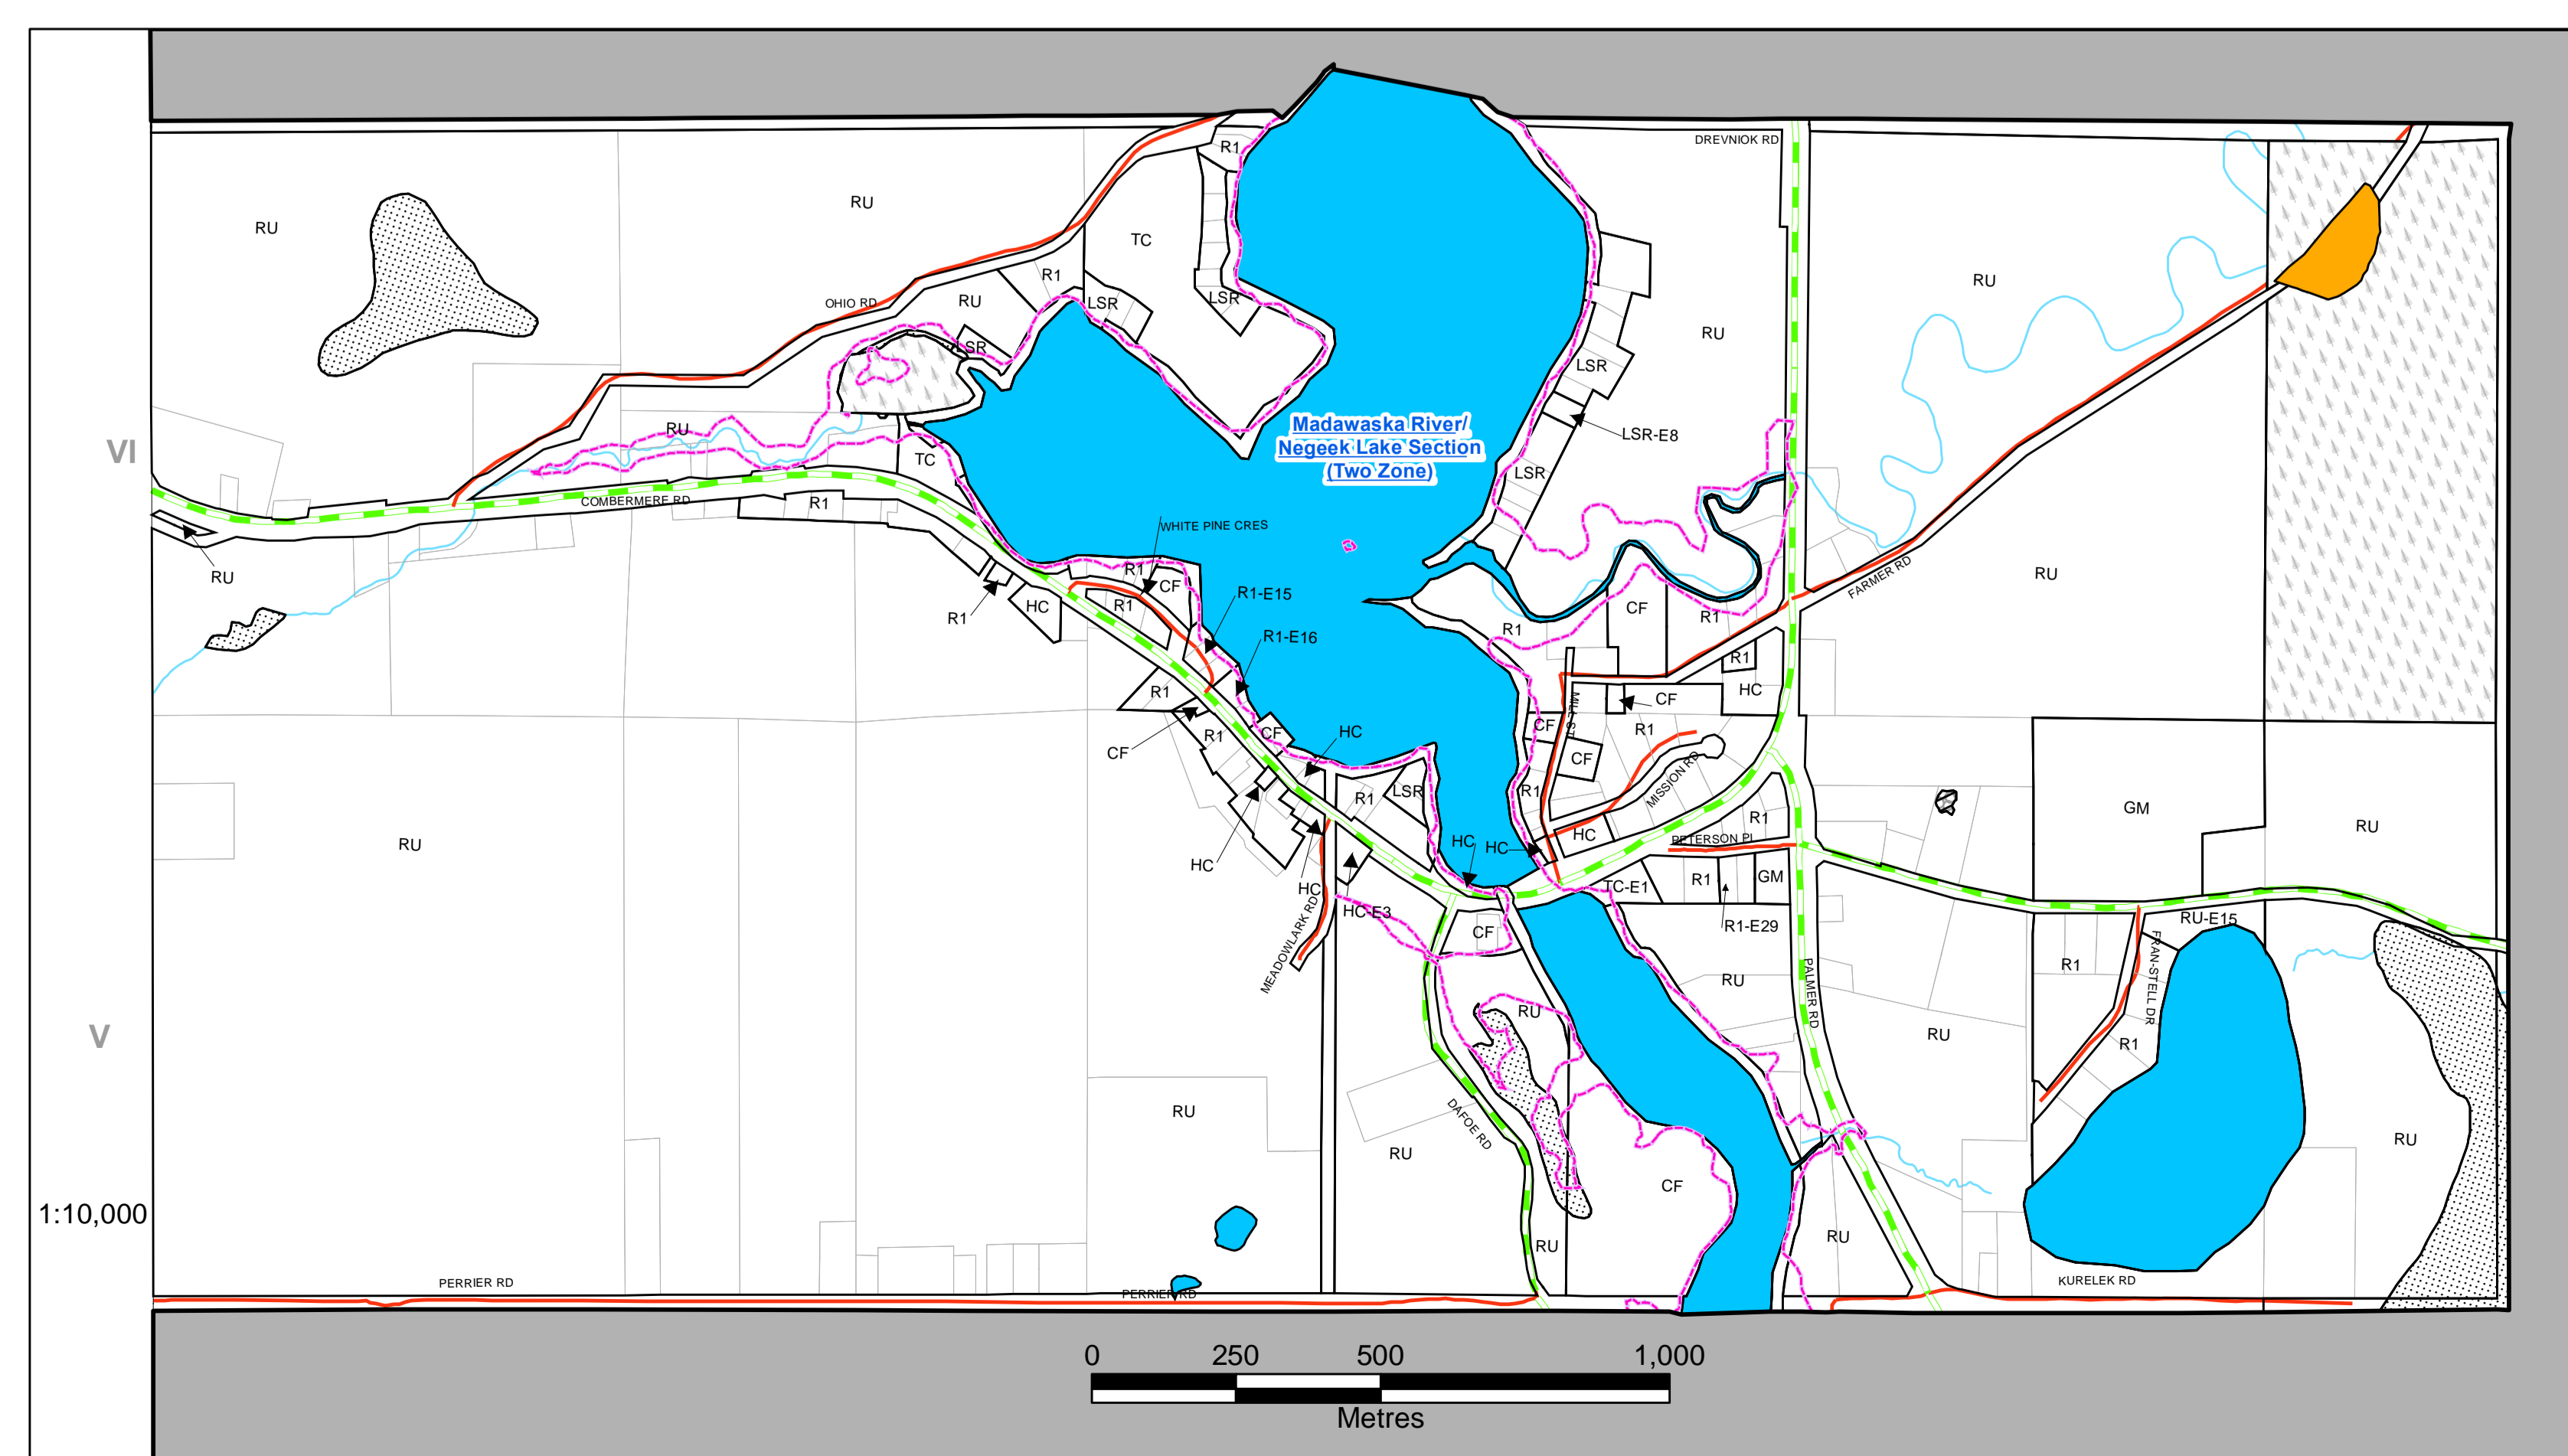 DREVNIOK RD
R1
RU
RU
TC
R1
RU
OHIO RD
RU
LSR
LSR
RU
LSR
LSR
Madawaska River/
Negeek Lake Section
(Two Zone)
RU
LSR-E8
VI
TC
LSR
COMBERMERE RD
R1
WHITE PINE CRES
RU
R1
CF
RU
FARMER RD
R1-E15
R1
HC
R1
CF
R1
R1
R1-E16
R1
HC
R1
CF
MILL ST
CF
R1
CF
R1
HC
CF
CF
MISSION RD
R1
LSR
R1
GM
R1
RU
HC
PETERSON PL
RU
HC
HC
HC
HC
TC-E1
R1
GM
HC-E3
RU-E15
CF
R1-E29
MEADOWLARK RD
R1
FRAN-STELL DR
RU
PALMER RD
RU
V
RU
R1
RU
DAFOE RD
RU
RU
CF
1:10,000
RU
RU
PERRIER RD
PERRIER RD
KURELEK RD
0 250 500 1,000
Metres